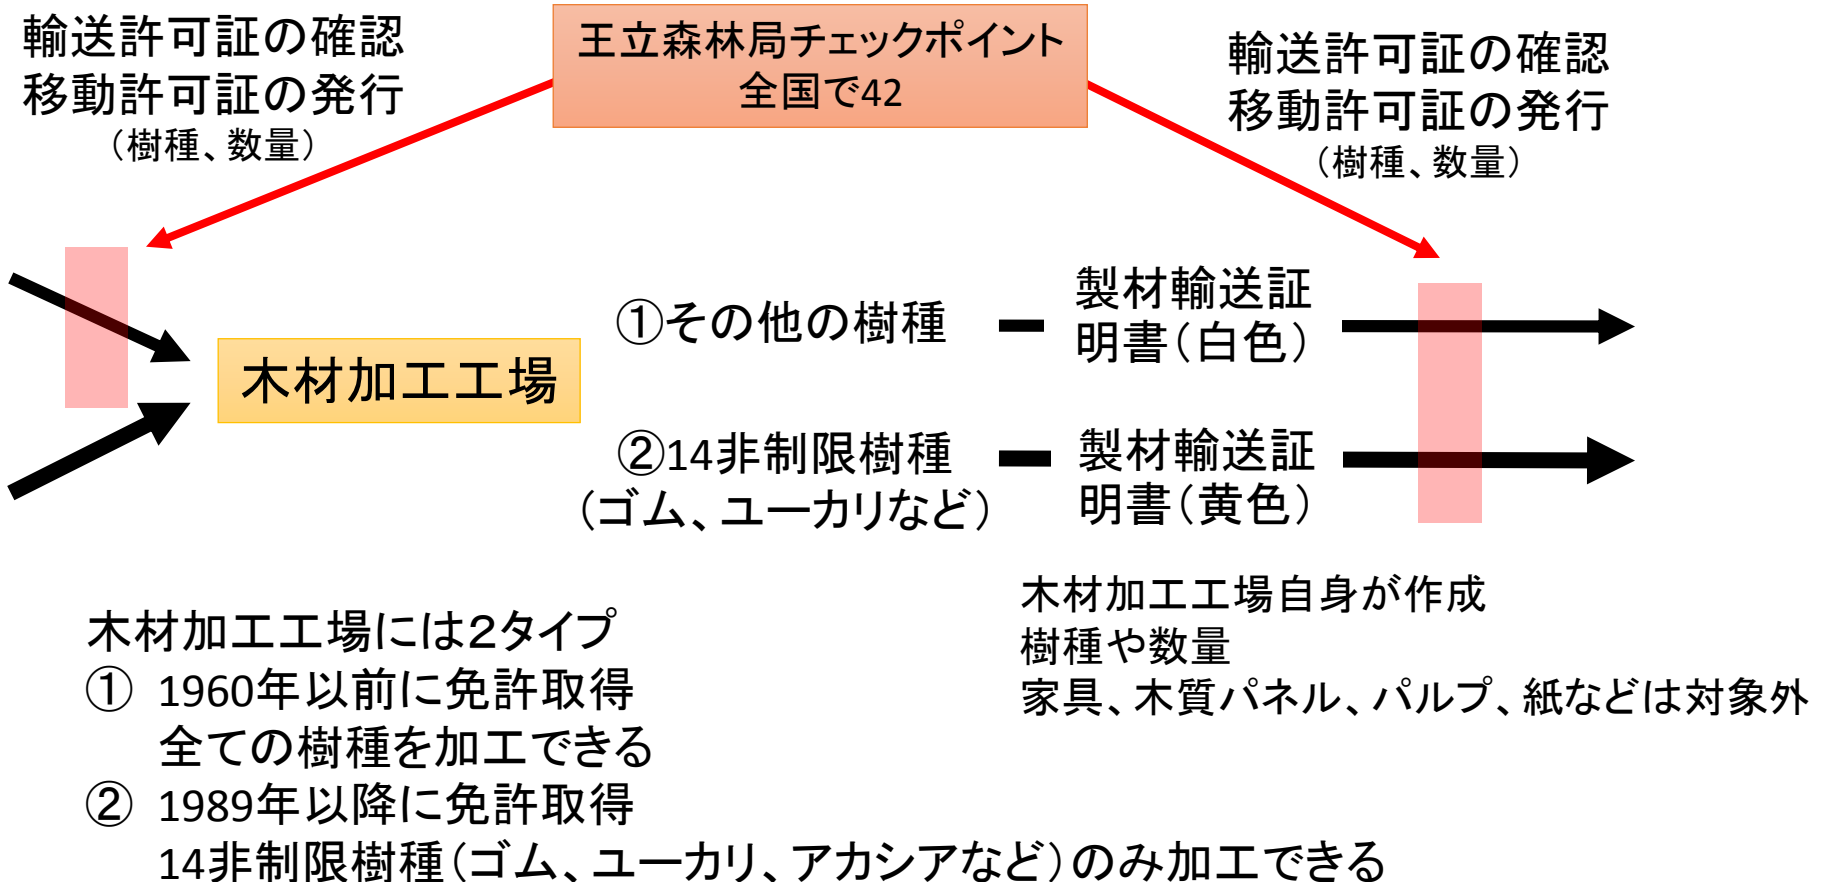 輸送許可証の確認
移動許可証の発行
（樹種、数量）
王立森林局チェックポイント
全国で42
輸送許可証の確認
移動許可証の発行
（樹種、数量）
木材加工工場
①その他の樹種
製材輸送証
明書（白色）
②14非制限樹種
（ゴム、ユーカリなど）
製材輸送証
明書（黄色）
木材加工工場自身が作成
樹種や数量
家具、木質パネル、パルプ、紙などは対象外
木材加工工場には２タイプ
① 1960年以前に免許取得
全ての樹種を加工できる
② 1989年以降に免許取得
14非制限樹種（ゴム、ユーカリ、アカシアなど）のみ加工できる